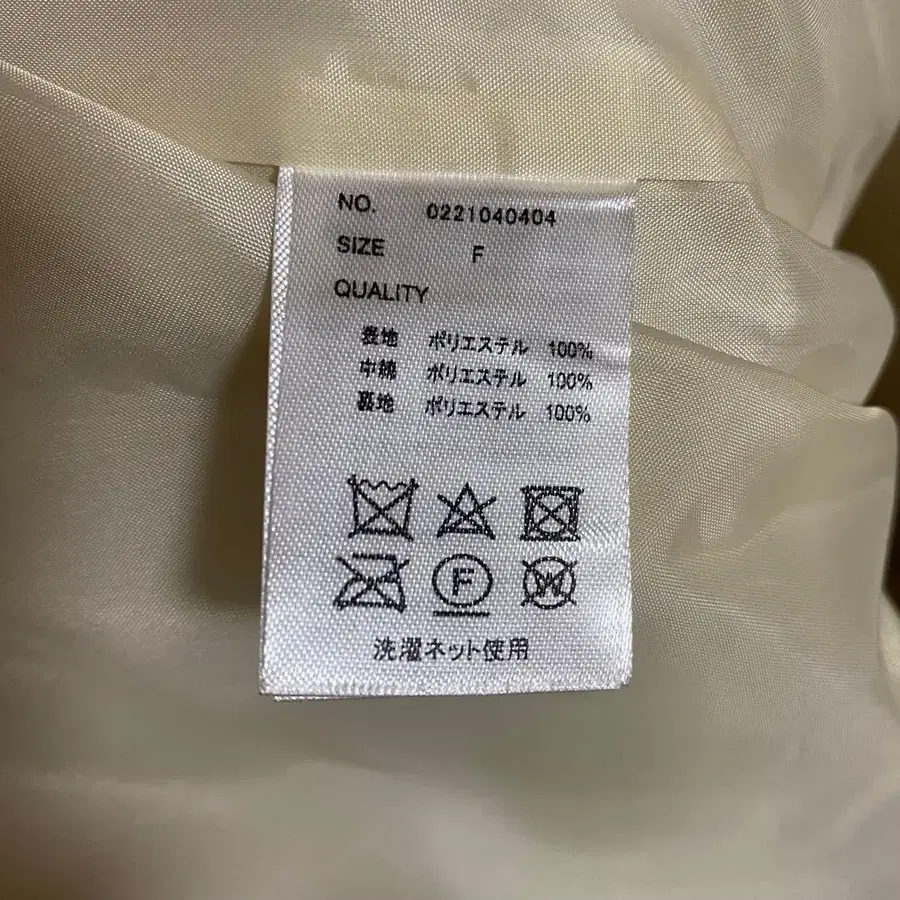 NO. 0221040404
SIZE F
QUALITY
表地 ポリエステル 100%
中綿 ポリエステル 100%
裏地 ポリエステル 100%
F W
洗濯ネット使用